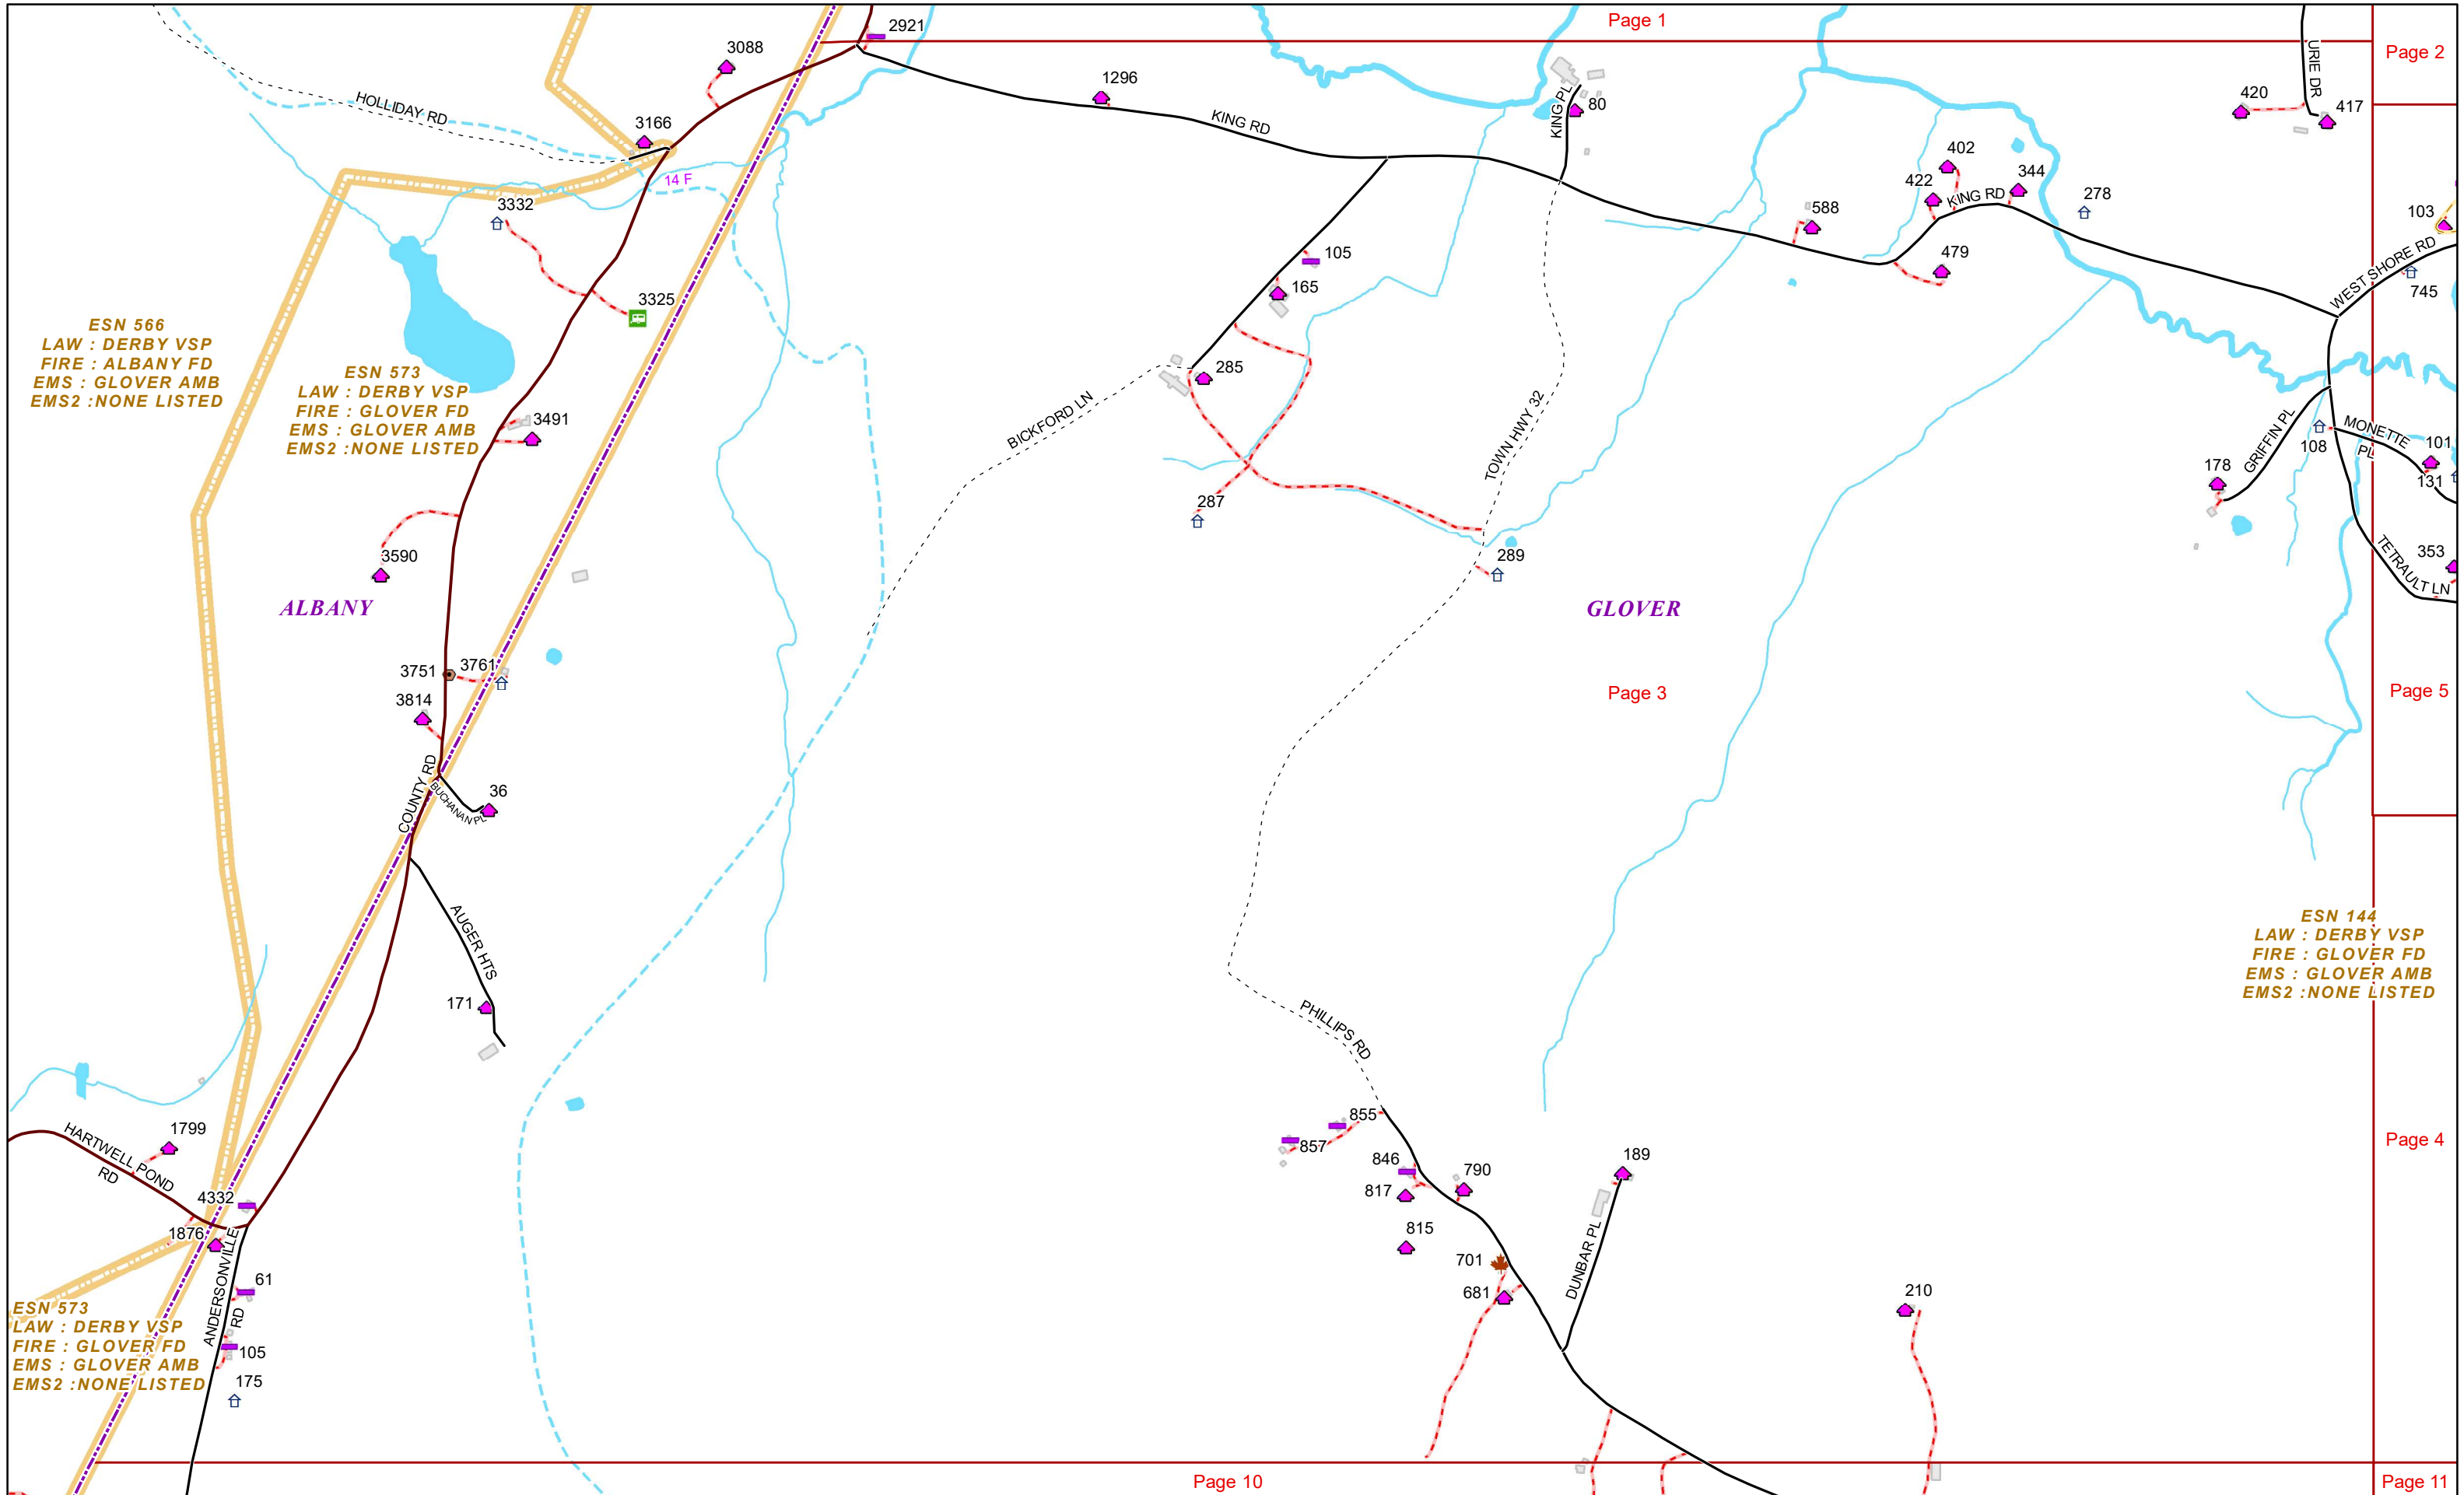 Page 1
2921
URIE DR
Page 2
3088
1296
420
417
80
KING PL
HOLLIDAY RD
3166
KING RD
402
14 F
422
344
KING RD
278
3332
588
103
105
479
WEST SHORE RD
165
745
3325
ESN 566
LAW : DERBY VSP
FIRE : ALBANY FD
EMS : GLOVER AMB
EMS2 :NONE LISTED
ESN 573
LAW : DERBY VSP
FIRE : GLOVER FD
EMS : GLOVER AMB
EMS2 :NONE LISTED
285
3491
BICKFORD LN
TOWN HWY 32
GRIFFIN PL
108
MONETTE
PL
101
178
131
287
3590
289
353
TETRAULT LN
ALBANY
GLOVER
3751
3761
Page 3
Page 5
3814
COUNTY RD
BUCHANAN PL
36
AUGER HTS
ESN 144
LAW : DERBY VSP
FIRE : GLOVER FD
EMS : GLOVER AMB
EMS2 :NONE LISTED
171
PHILLIPS RD
855
HARTWELL POND
RD
1799
857
846
790
189
Page 4
817
4332
815
1876
701
DUNBAR PL
681
ANDERSONVILLE
RD
61
210
ESN 573
LAW : DERBY VSP
FIRE : GLOVER FD
EMS : GLOVER AMB
EMS2 :NONE LISTED
105
175
Page 10
Page 11